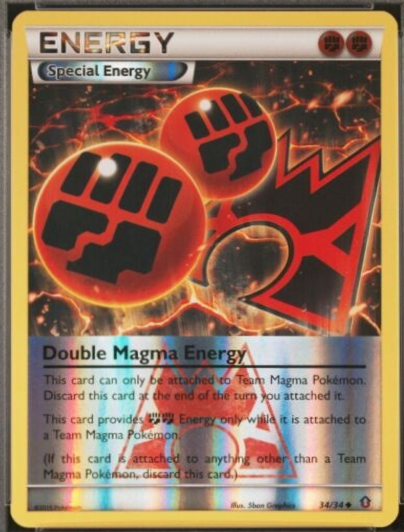 ENERGY
Special Energy
Double Magma Energy
This card can only be attached to Team Magma Pokémon.
Discard this card at the end of the turn you attached it.
This card provides Energy only while it is attached to
a Team Magma Pokémon.
(If this card is attached to anything other than a Team
Magma Pokémon, discard this card.)
©2015 Pokémon
Illus. 5ban Graphics
34/34